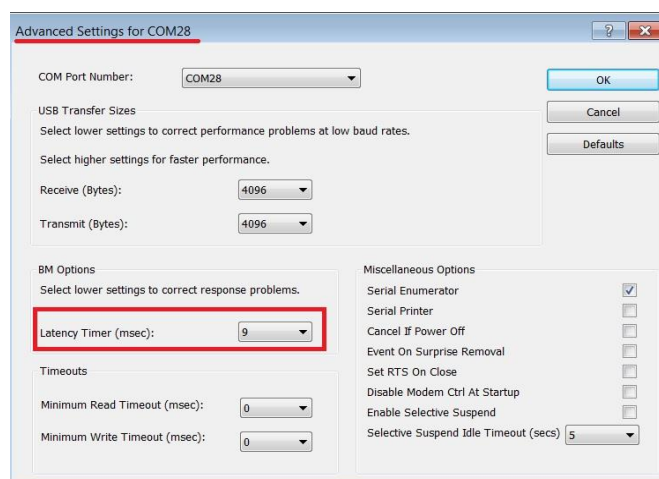 Advanced Settings for COM28
COM Port Number: COM28
OK
USB Transfer Sizes
Cancel
Select lower settings to correct performance problems at low baud rates.
Defaults
Select higher settings for faster performance.
Receive (Bytes): 4096
Transmit (Bytes): 4096
BM Options
Select lower settings to correct response problems.
Latency Timer (msec): 9
Timeouts
Minimum Read Timeout (msec): 0
Minimum Write Timeout (msec): 0
Miscellaneous Options
Serial Enumerator
Serial Printer
Cancel If Power Off
Event On Surprise Removal
Set RTS On Close
Disable Modem Ctrl At Startup
Enable Selective Suspend
Selective Suspend Idle Timeout (secs) 5